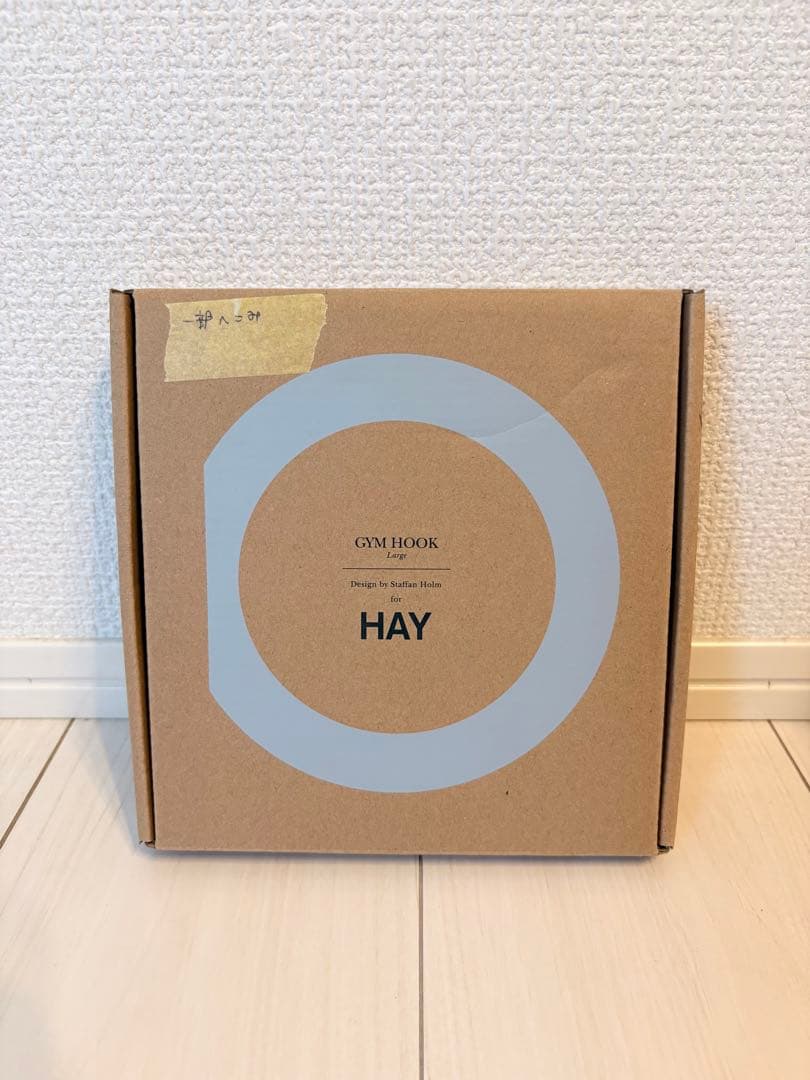 一部へこみ
GYM HOOK
Large
Design by Staffan Holm
for
HAY